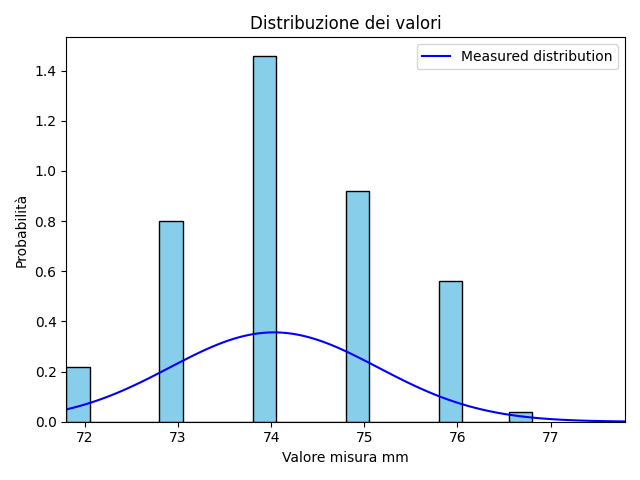 Distribuzione dei valori
Measured distribution
1.4
1.2
1.0
0.8
0.6
0.4
0.2
0.0
Probabilità
72 73 74 75 76 77
Valore misura mm